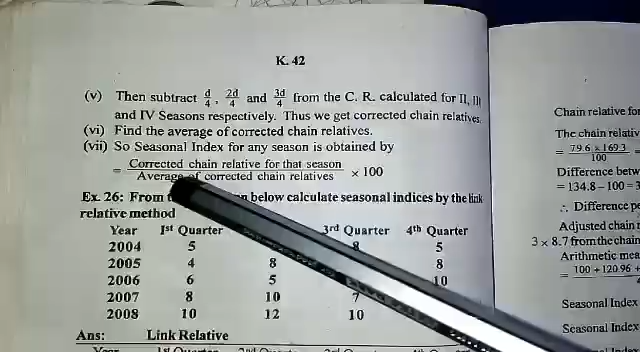 K. 42
(v) Then subtract d/4, 2d/4 and 3d/4 from the C. R. calculated for II, III
and IV Seasons respectively. Thus we get corrected chain relatives.
(vi) Find the average of corrected chain relatives.
(vii) So Seasonal Index for any season is obtained by
= Corrected chain relative for that season / Average of corrected chain relatives × 100
Ex. 26: From below calculate seasonal indices by the link
relative method
Year 1st Quarter 3rd Quarter 4th Quarter
2004 5 8 5
2005 4 8 8
2006 6 5 10
2007 8 10 7
2008 10 12 10
Ans: Link Relative
Year 1st Quarter
Chain relative for
The chain relativ
= 79.6 × 169.3 / 100
Difference betw
= 134.8 – 100 = 3
∴ Difference pe
Adjusted chain r
3 × 8.7 from the chain
Arithmetic mea
= 100 + 120.96 +
Seasonal Index
Seasonal Index